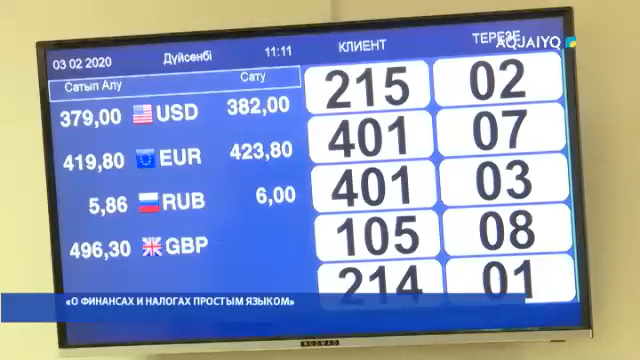 03 02 2020 Дүйсенбі 11:11 КЛИЕНТ ТЕРЕЗЕ
AQJAIYQ
Сатып Алу Сату
379,00 USD 382,00
419,80 EUR 423,80
5,86 RUB 6,00
496,30 GBP
215 02
401 07
401 03
105 08
214 01
«О ФИНАНСАХ И НАЛОГАХ ПРОСТЫМ ЯЗЫКОМ»